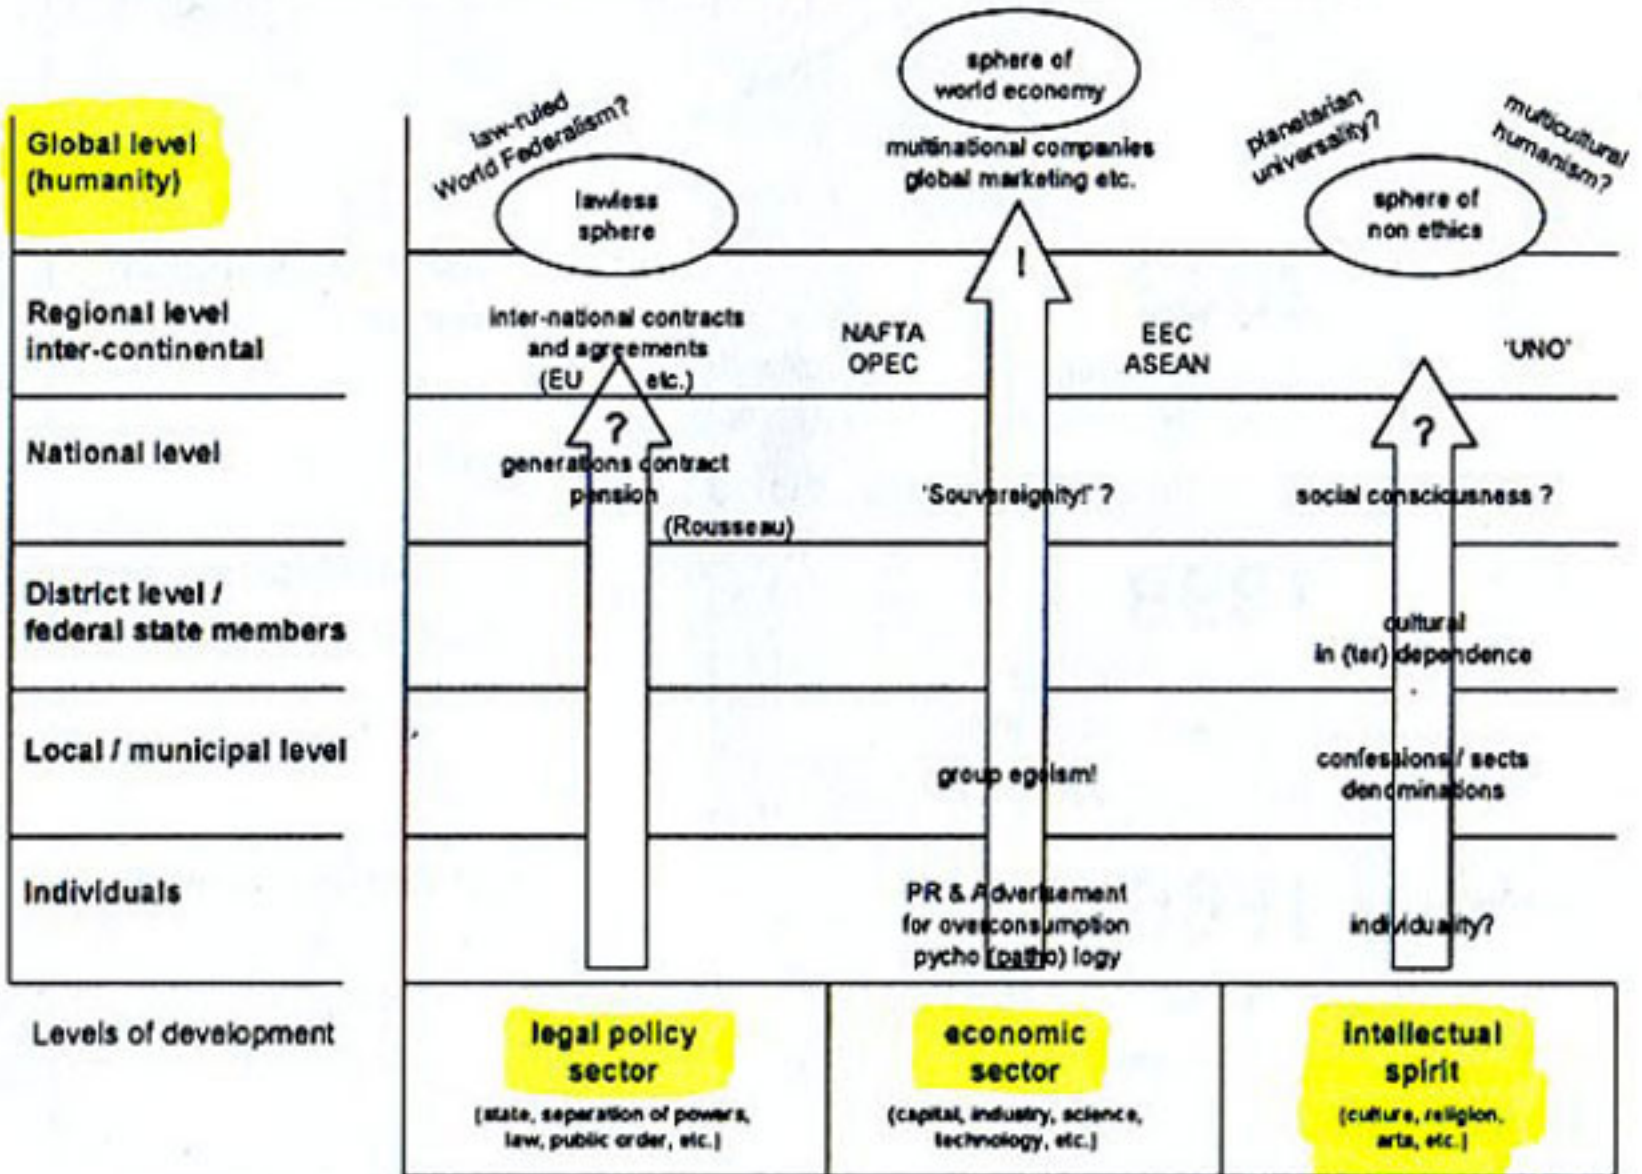 law-ruled
World Federalism?
lawless
sphere
sphere of
world economy
multinational companies
global marketing etc.
planetarian
universality?
multicultural
humanism?
sphere of
non ethics
Global level
(humanity)
Regional level
inter-continental
inter-national contracts
and agreements
(EU etc.)
NAFTA
OPEC
!
EEC
ASEAN
'UNO'
National level
?
generations contract
pension
(Rousseau)
'Souvereignity!' ?
?
social consciousness ?
District level /
federal state members
cultural
in (ter) dependence
Local / municipal level
group egoism!
confessions / sects
denominations
Individuals
PR & Advertisement
for overconsumption
pycho (patho) logy
individuality?
Levels of development
legal policy
sector
(state, separation of powers,
law, public order, etc.)
economic
sector
(capital, industry, science,
technology, etc.)
intellectual
spirit
(culture, religion,
arts, etc.)